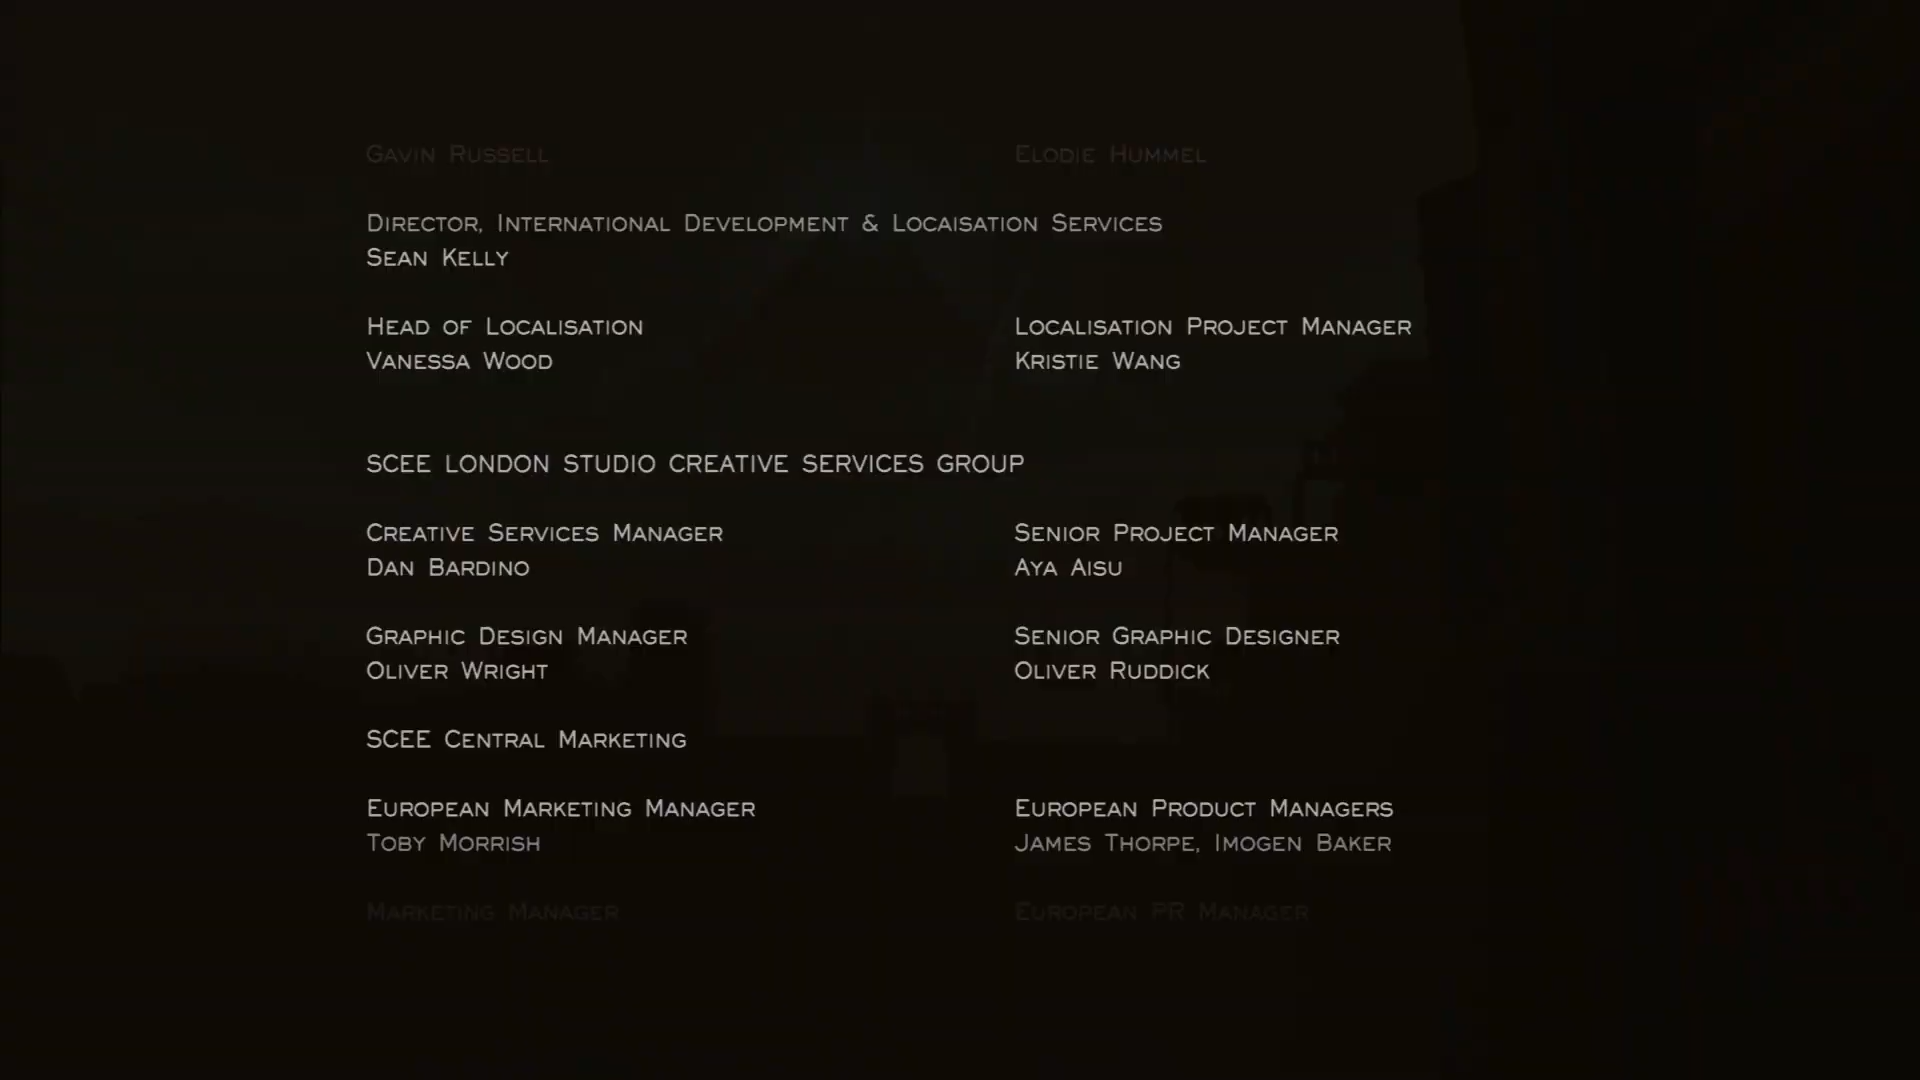 Gavin Russell
Elodie Hummel
Director, International Development & Locaisation Services
Sean Kelly
Head of Localisation
Vanessa Wood
Localisation Project Manager
Kristie Wang
SCEE LONDON STUDIO CREATIVE SERVICES GROUP
Creative Services Manager
Dan Bardino
Senior Project Manager
Aya Aisu
Graphic Design Manager
Oliver Wright
Senior Graphic Designer
Oliver Ruddick
SCEE Central Marketing
European Marketing Manager
Toby Morrish
European Product Managers
James Thorpe, Imogen Baker
Marketing Manager
European PR Manager